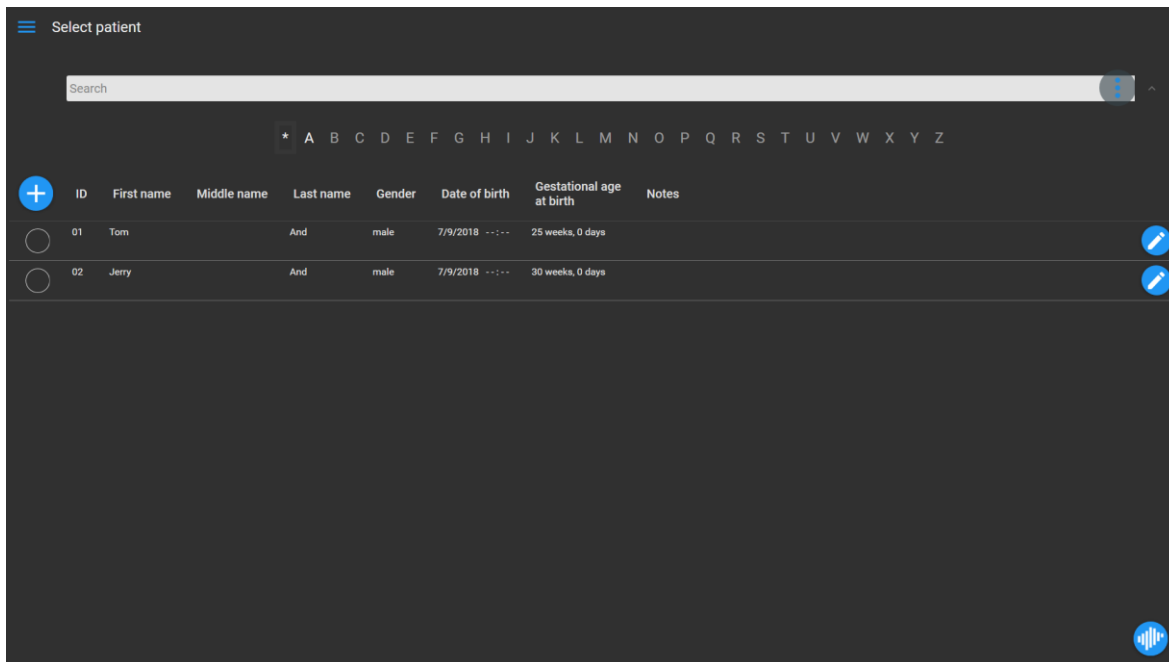 Select patient
Search
* A B C D E F G H I J K L M N O P Q R S T U V W X Y Z
ID First name Middle name Last name Gender Date of birth Gestational age at birth Notes
01 Tom And male 7/9/2018 --:-- 25 weeks, 0 days
02 Jerry And male 7/9/2018 --:-- 30 weeks, 0 days